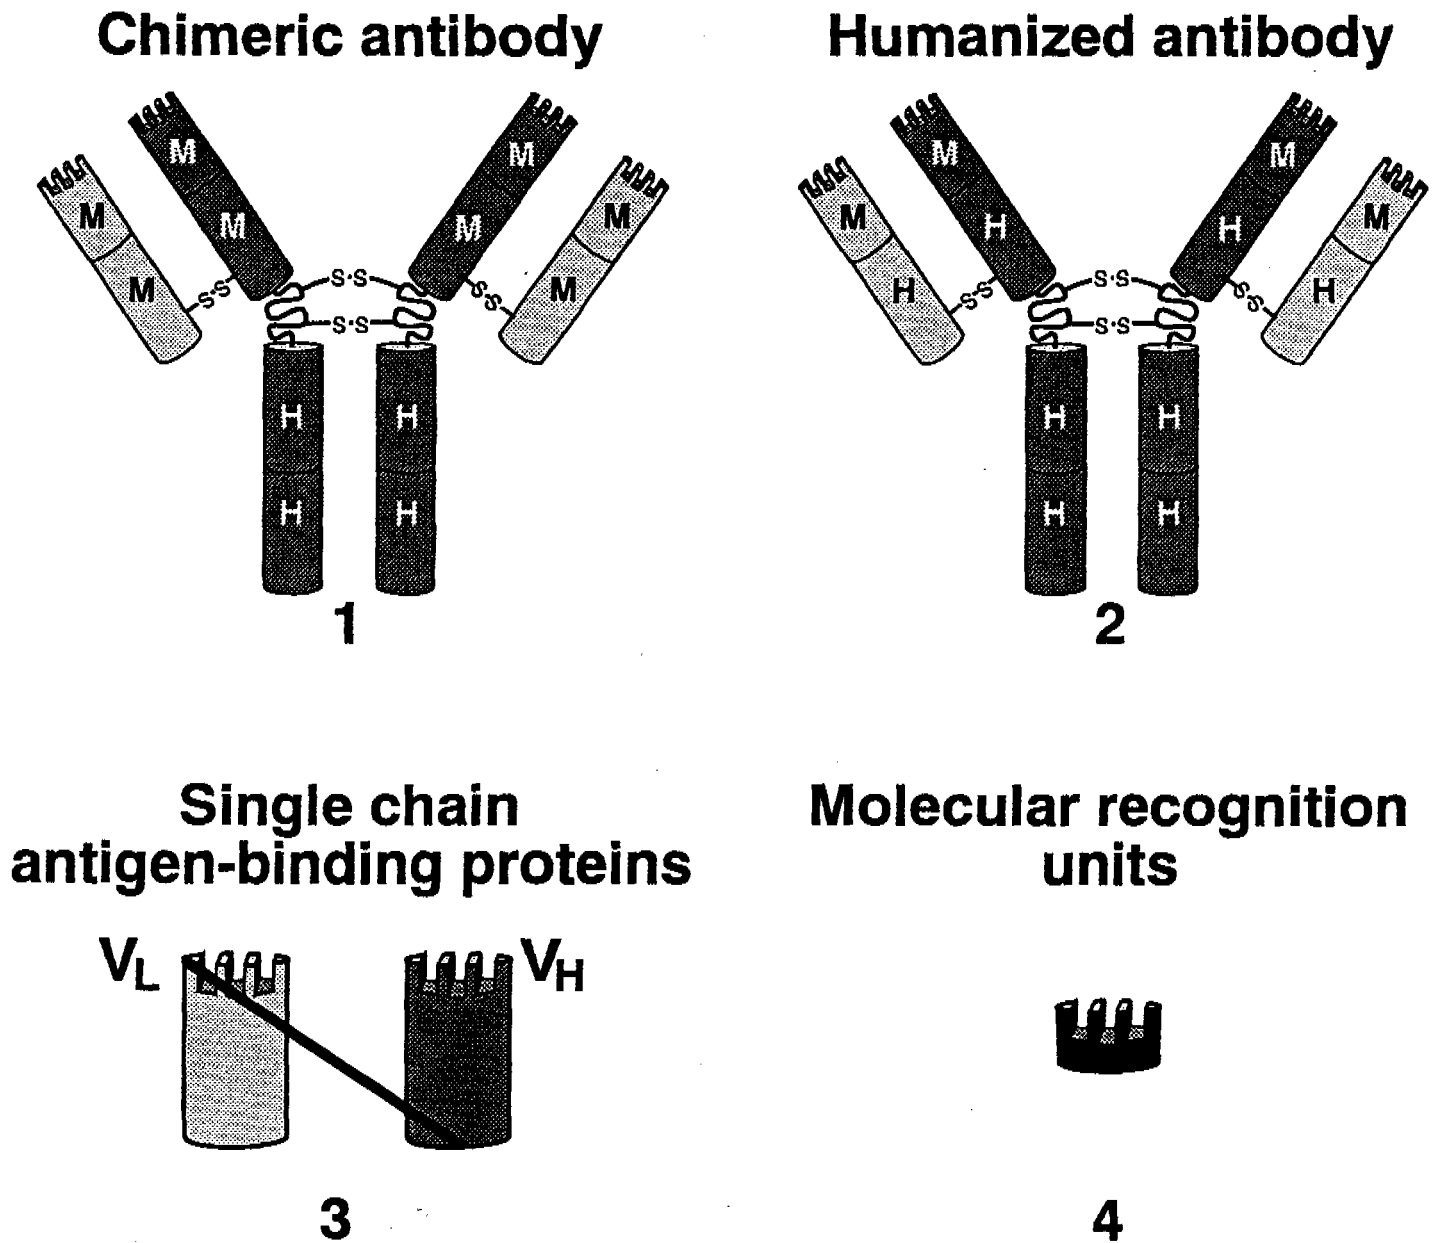 Chimeric antibody
Humanized antibody
M M M M
M M M M
S·S
S·S S·S
S·S
H H
H H
1
M M M M
H H H H
S·S
S·S S·S
S·S
H H
H H
2
Single chain
antigen-binding proteins
VL VH
3
Molecular recognition
units
4